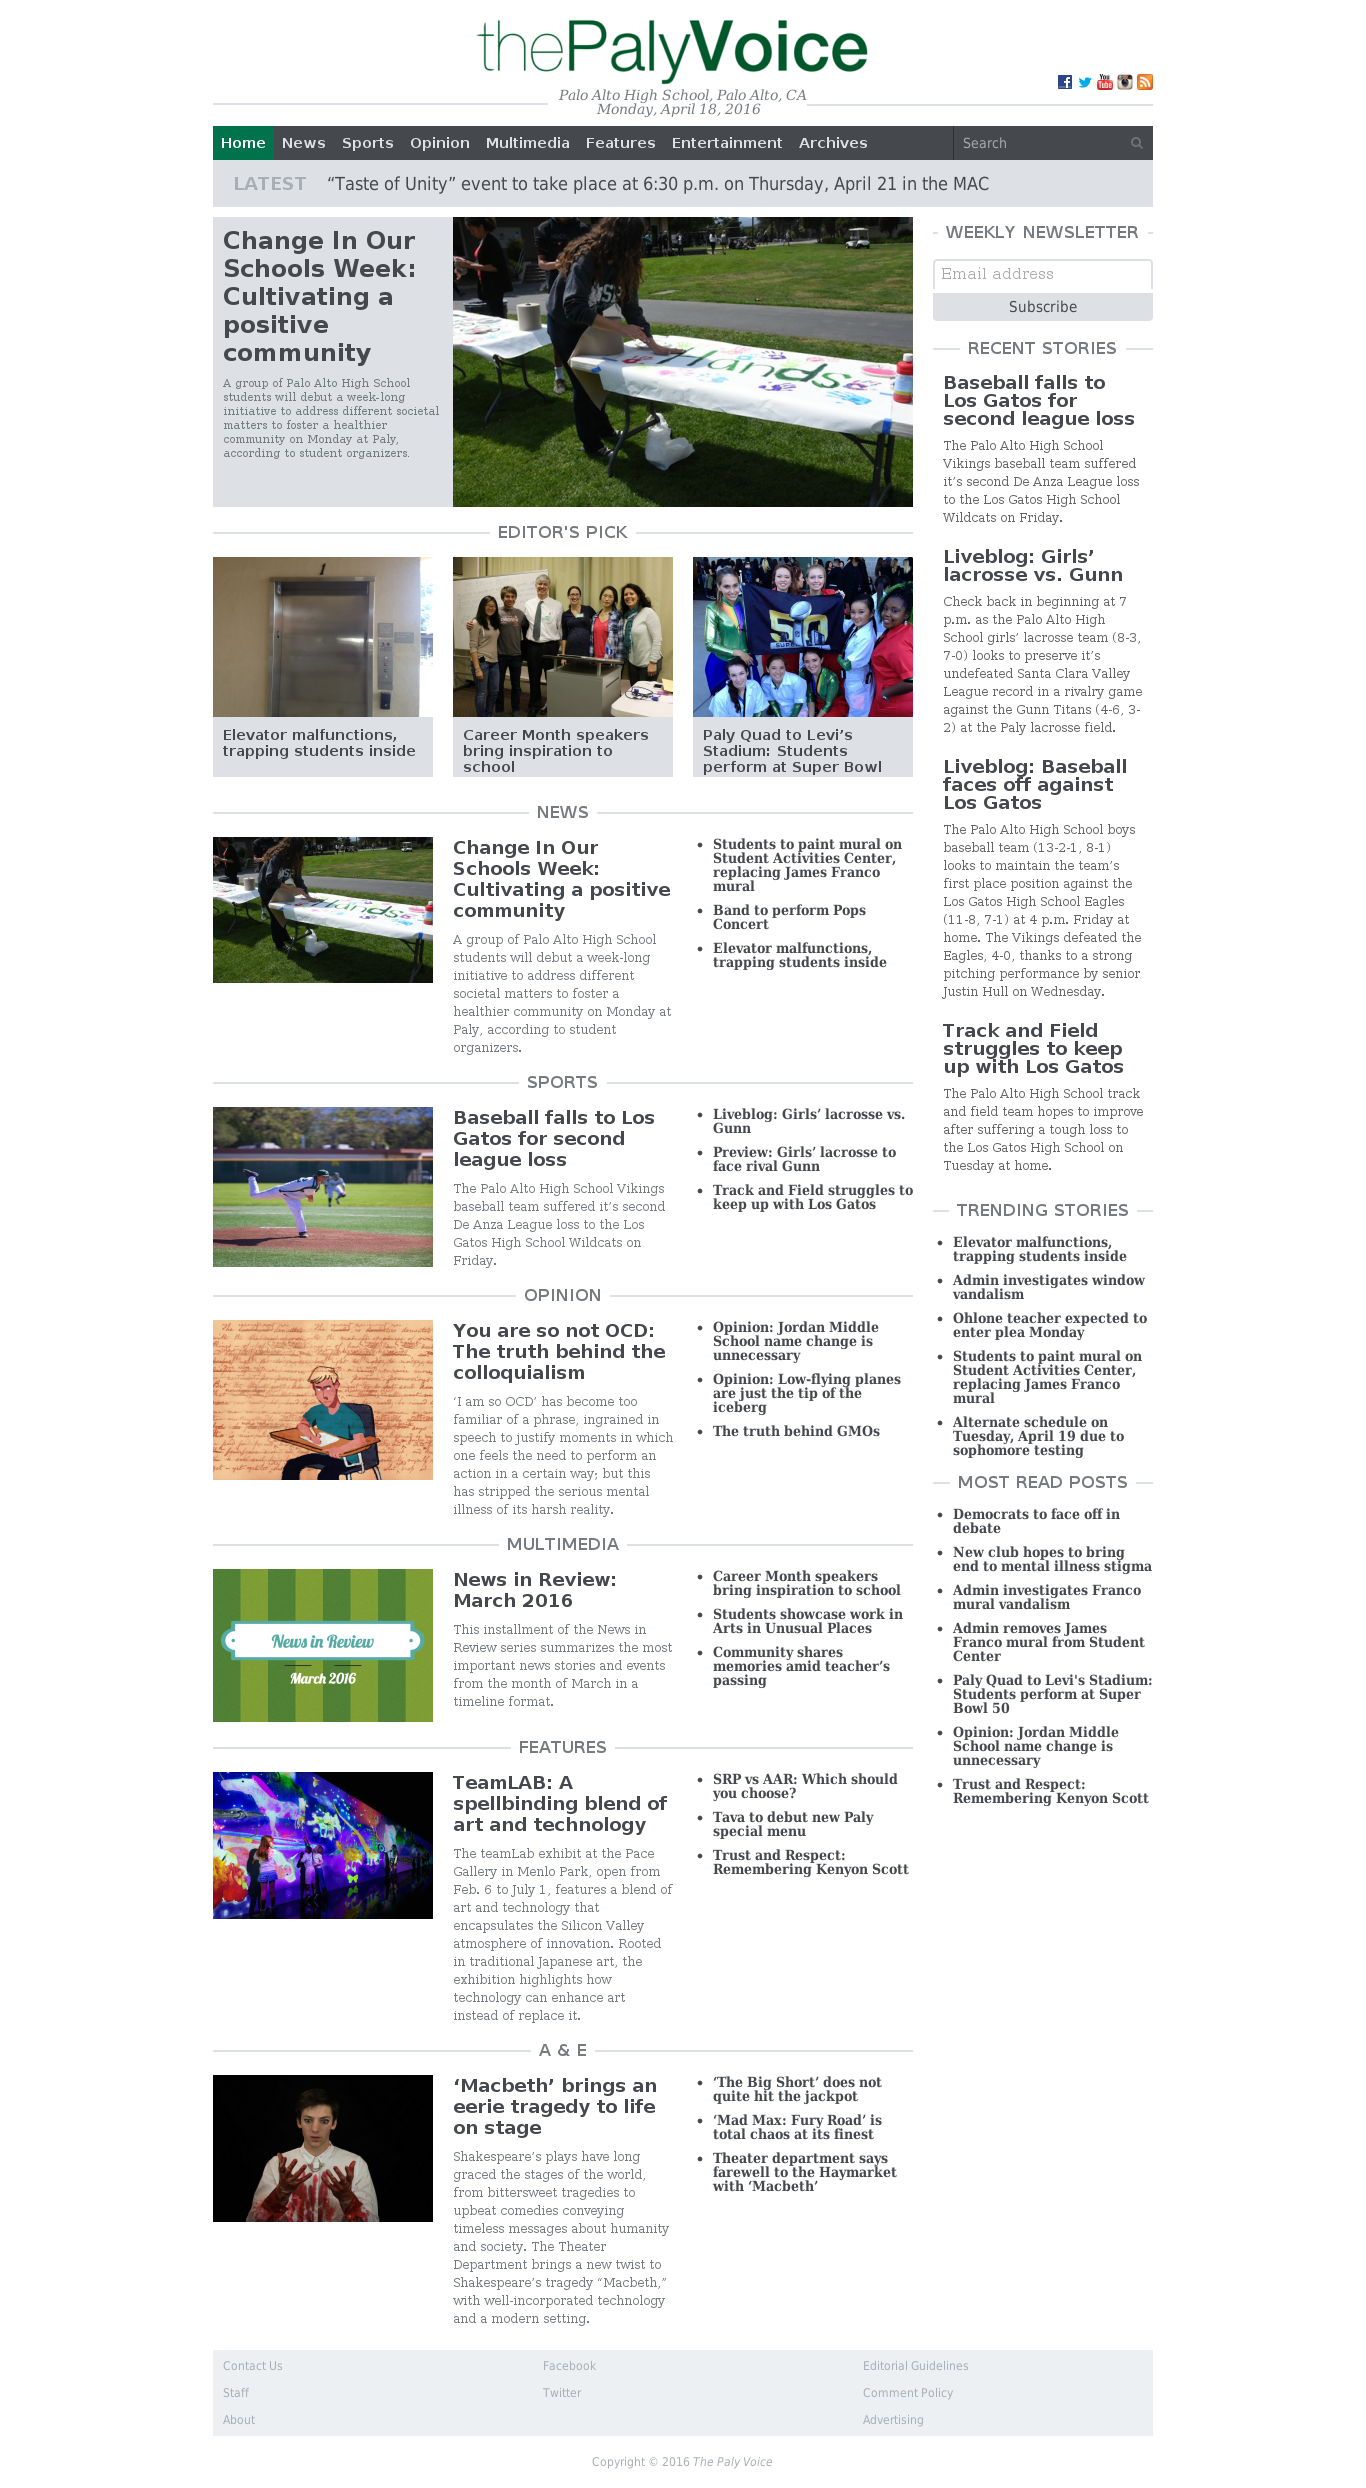 thePalyVoice
Palo Alto High School, Palo Alto, CA
Monday, April 18, 2016
Home News Sports Opinion Multimedia Features Entertainment Archives Search
LATEST “Taste of Unity” event to take place at 6:30 p.m. on Thursday, April 21 in the MAC
Change In Our
Schools Week:
Cultivating a
positive
community
A group of Palo Alto High School
students will debut a week-long
initiative to address different societal
matters to foster a healthier
community on Monday at Paly,
according to student organizers.
Hands
EDITOR'S PICK
1
50
Elevator malfunctions,
trapping students inside
Career Month speakers
bring inspiration to
school
Paly Quad to Levi’s
Stadium: Students
perform at Super Bowl
NEWS
Hands
Change In Our
Schools Week:
Cultivating a positive
community
A group of Palo Alto High School
students will debut a week-long
initiative to address different
societal matters to foster a
healthier community on Monday at
Paly, according to student
organizers.
Students to paint mural on
Student Activities Center,
replacing James Franco
mural
Band to perform Pops
Concert
Elevator malfunctions,
trapping students inside
SPORTS
Baseball falls to Los
Gatos for second
league loss
The Palo Alto High School Vikings
baseball team suffered it’s second
De Anza League loss to the Los
Gatos High School Wildcats on
Friday.
Liveblog: Girls’ lacrosse vs.
Gunn
Preview: Girls’ lacrosse to
face rival Gunn
Track and Field struggles to
keep up with Los Gatos
OPINION
You are so not OCD:
The truth behind the
colloquialism
‘I am so OCD’ has become too
familiar of a phrase, ingrained in
speech to justify moments in which
one feels the need to perform an
action in a certain way; but this
has stripped the serious mental
illness of its harsh reality.
Opinion: Jordan Middle
School name change is
unnecessary
Opinion: Low-flying planes
are just the tip of the
iceberg
The truth behind GMOs
MULTIMEDIA
News in Review
March 2016
News in Review:
March 2016
This installment of the News in
Review series summarizes the most
important news stories and events
from the month of March in a
timeline format.
Career Month speakers
bring inspiration to school
Students showcase work in
Arts in Unusual Places
Community shares
memories amid teacher’s
passing
FEATURES
TeamLAB: A
spellbinding blend of
art and technology
The teamLab exhibit at the Pace
Gallery in Menlo Park, open from
Feb. 6 to July 1, features a blend of
art and technology that
encapsulates the Silicon Valley
atmosphere of innovation. Rooted
in traditional Japanese art, the
exhibition highlights how
technology can enhance art
instead of replace it.
SRP vs AAR: Which should
you choose?
Tava to debut new Paly
special menu
Trust and Respect:
Remembering Kenyon Scott
A & E
‘Macbeth’ brings an
eerie tragedy to life
on stage
Shakespeare’s plays have long
graced the stages of the world,
from bittersweet tragedies to
upbeat comedies conveying
timeless messages about humanity
and society. The Theater
Department brings a new twist to
Shakespeare’s tragedy “Macbeth,”
with well-incorporated technology
and a modern setting.
‘The Big Short’ does not
quite hit the jackpot
‘Mad Max: Fury Road’ is
total chaos at its finest
Theater department says
farewell to the Haymarket
with ‘Macbeth’
WEEKLY NEWSLETTER
Email address
Subscribe
RECENT STORIES
Baseball falls to
Los Gatos for
second league loss
The Palo Alto High School
Vikings baseball team suffered
it’s second De Anza League loss
to the Los Gatos High School
Wildcats on Friday.
Liveblog: Girls’
lacrosse vs. Gunn
Check back in beginning at 7
p.m. as the Palo Alto High
School girls’ lacrosse team (8-3,
7-0) looks to preserve it’s
undefeated Santa Clara Valley
League record in a rivalry game
against the Gunn Titans (4-6, 3-
2) at the Paly lacrosse field.
Liveblog: Baseball
faces off against
Los Gatos
The Palo Alto High School boys
baseball team (13-2-1, 8-1)
looks to maintain the team’s
first place position against the
Los Gatos High School Eagles
(11-8, 7-1) at 4 p.m. Friday at
home. The Vikings defeated the
Eagles, 4-0, thanks to a strong
pitching performance by senior
Justin Hull on Wednesday.
Track and Field
struggles to keep
up with Los Gatos
The Palo Alto High School track
and field team hopes to improve
after suffering a tough loss to
the Los Gatos High School on
Tuesday at home.
TRENDING STORIES
Elevator malfunctions,
trapping students inside
Admin investigates window
vandalism
Ohlone teacher expected to
enter plea Monday
Students to paint mural on
Student Activities Center,
replacing James Franco
mural
Alternate schedule on
Tuesday, April 19 due to
sophomore testing
MOST READ POSTS
Democrats to face off in
debate
New club hopes to bring
end to mental illness stigma
Admin investigates Franco
mural vandalism
Admin removes James
Franco mural from Student
Center
Paly Quad to Levi's Stadium:
Students perform at Super
Bowl 50
Opinion: Jordan Middle
School name change is
unnecessary
Trust and Respect:
Remembering Kenyon Scott
Contact Us Facebook Editorial Guidelines
Staff Twitter Comment Policy
About Advertising
Copyright © 2016 The Paly Voice